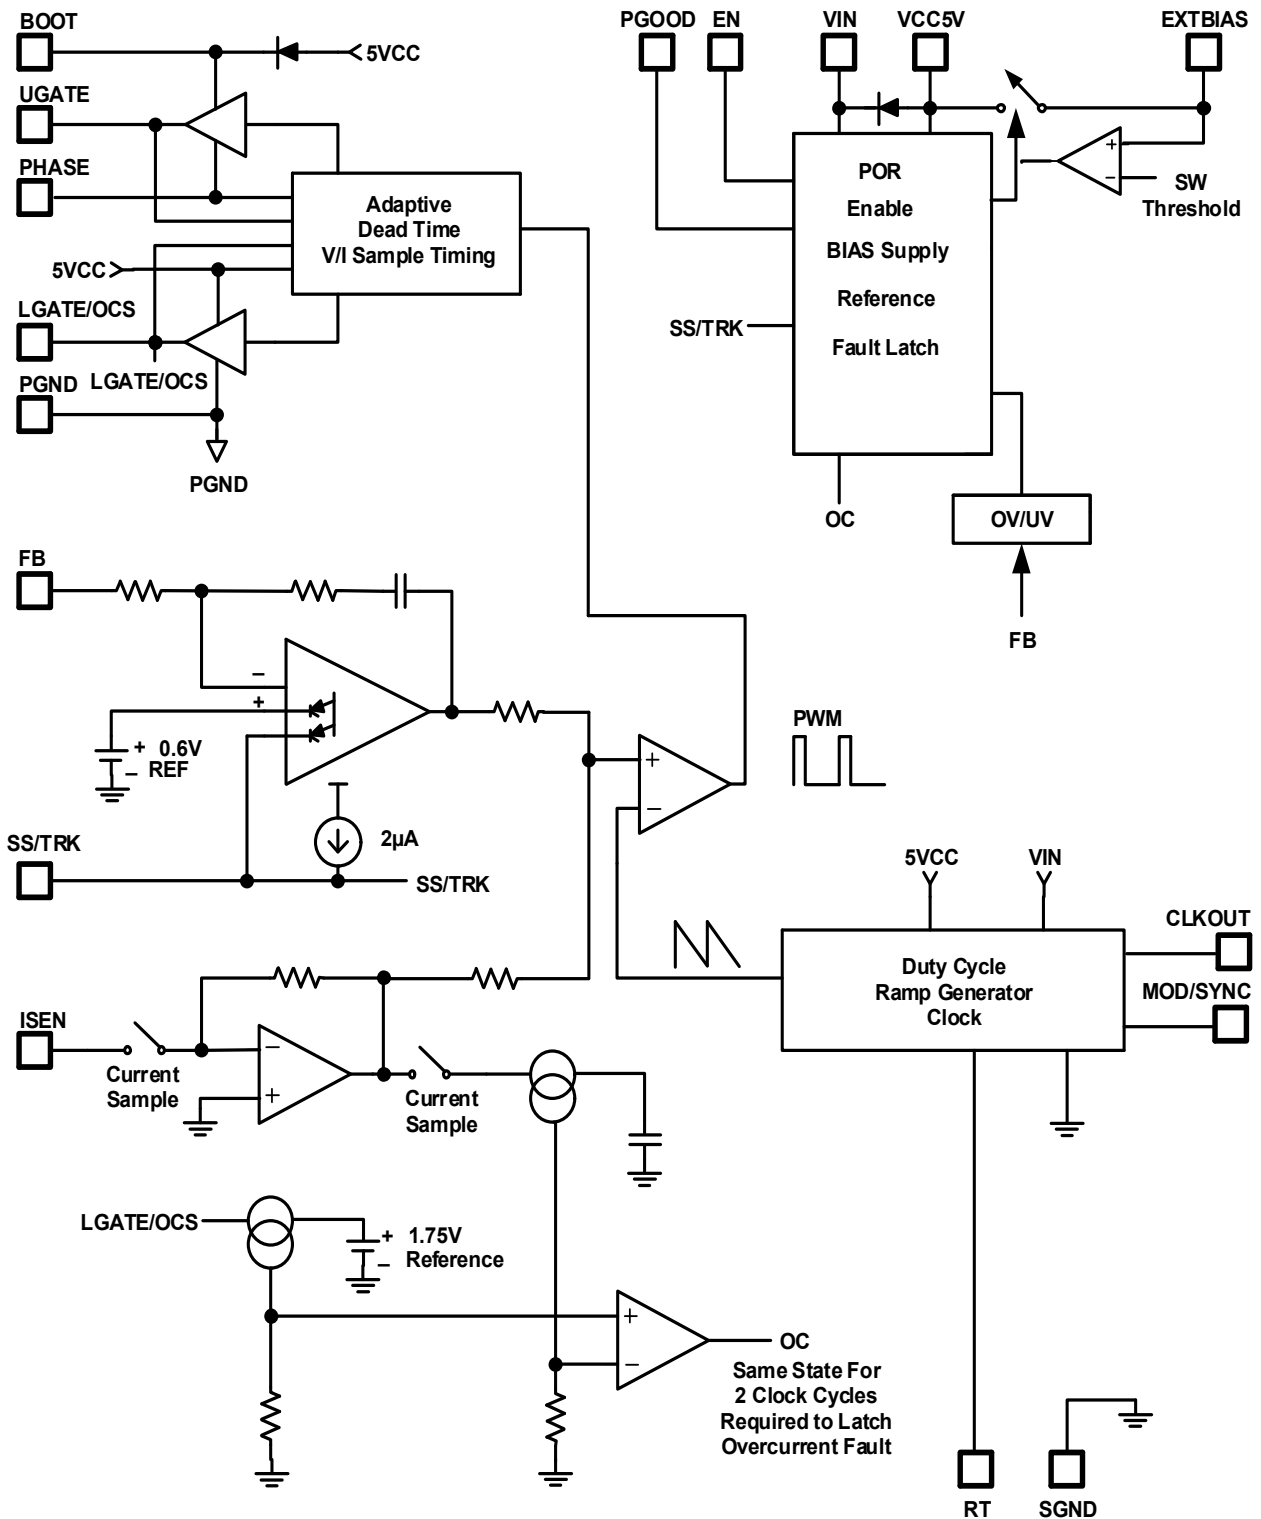 BOOT
5VCC
UGATE
PHASE
Adaptive
Dead Time
V/I Sample Timing
5VCC
LGATE/OCS
LGATE/OCS
PGND
PGND
PGOOD
EN
VIN
VCC5V
EXTBIAS
POR
Enable
BIAS Supply
Reference
Fault Latch
+
−
SW
Threshold
SS/TRK
OC
OV/UV
FB
FB
−
+
+ 0.6V
− REF
2µA
SS/TRK
SS/TRK
+
−
PWM
5VCC
VIN
Duty Cycle
Ramp Generator
Clock
CLKOUT
MOD/SYNC
ISEN
Current
Sample
−
+
Current
Sample
LGATE/OCS
+ 1.75V
− Reference
+
−
OC
Same State For
2 Clock Cycles
Required to Latch
Overcurrent Fault
RT
SGND